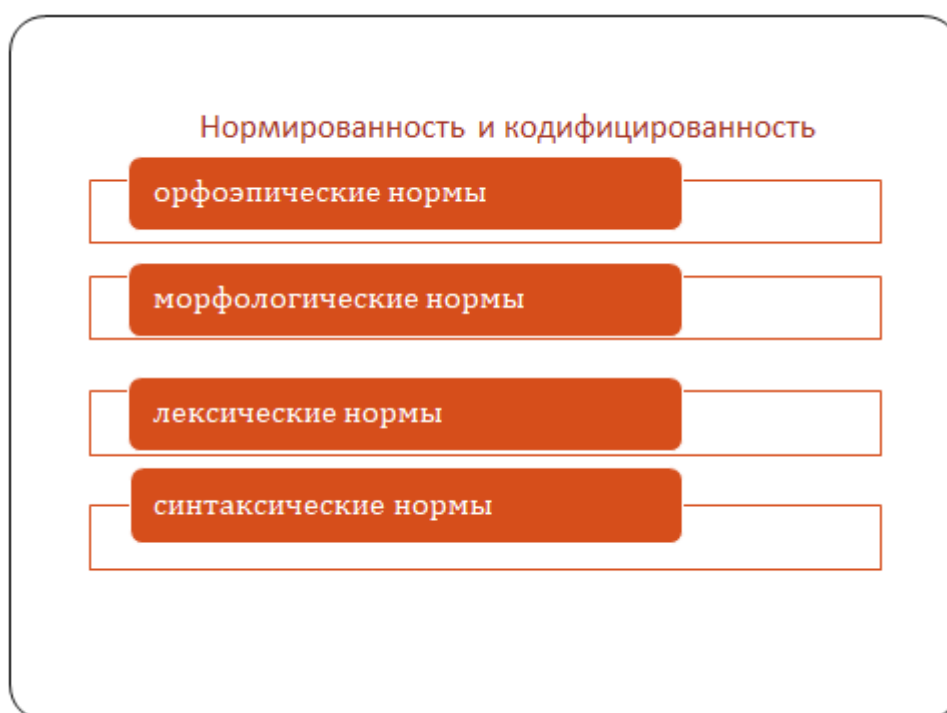 Нормированность и кодифицированность
орфоэпические нормы
морфологические нормы
лексические нормы
синтаксические нормы